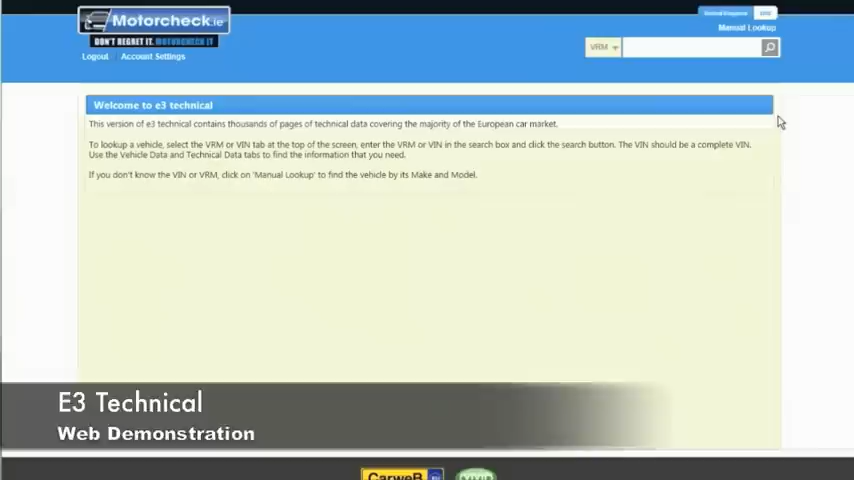 Motorcheck.ie
DON'T REGRET IT. MOTORCHECK IT
Logout
Account Settings
Manual Lookup
VRM
Welcome to e3 technical
This version of e3 technical contains thousands of pages of technical data covering the majority of the European car market.
To lookup a vehicle, select the VRM or VIN tab at the top of the screen, enter the VRM or VIN in the search box and click the search button. The VIN should be a complete VIN.
Use the Vehicle Data and Technical Data tabs to find the information that you need.
If you don't know the VIN or VRM, click on 'Manual Lookup' to find the vehicle by its Make and Model.
E3 Technical
Web Demonstration
CarweB